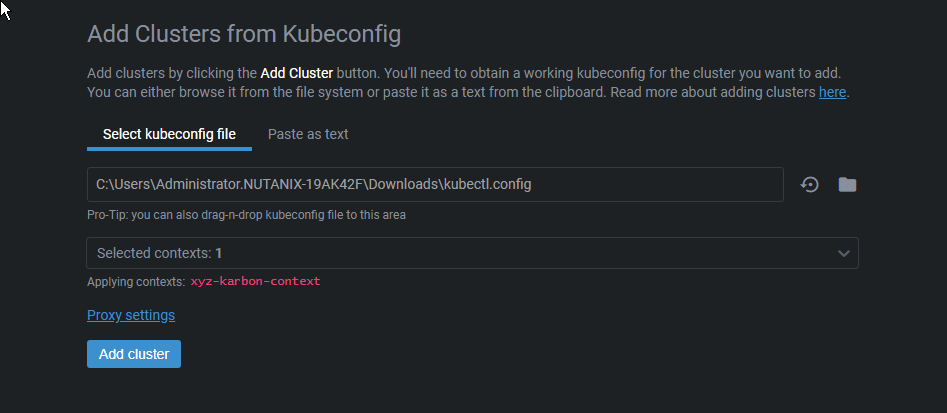 Add Clusters from Kubeconfig
Add clusters by clicking the Add Cluster button. You'll need to obtain a working kubeconfig for the cluster you want to add.
You can either browse it from the file system or paste it as a text from the clipboard. Read more about adding clusters here.
Select kubeconfig file Paste as text
C:\Users\Administrator.NUTANIX-19AK42F\Downloads\kubectl.config
Pro-Tip: you can also drag-n-drop kubeconfig file to this area
Selected contexts: 1
Applying contexts: xyz-karbon-context
Proxy settings
Add cluster